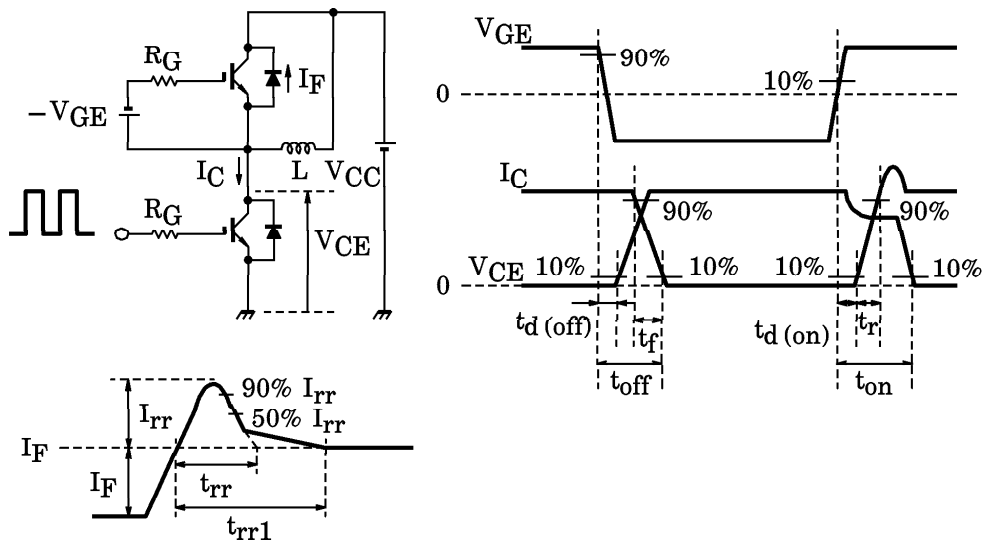 R_G
I_F
-V_GE
I_C
L
V_CC
R_G
V_CE
V_GE
90%
10%
0
I_C
90%
90%
V_CE
10%
10%
10%
10%
0
t_d (off)
t_f
t_d (on)
t_r
t_off
t_on
I_rr
90% I_rr
50% I_rr
I_F
I_F
t_rr
t_rr1